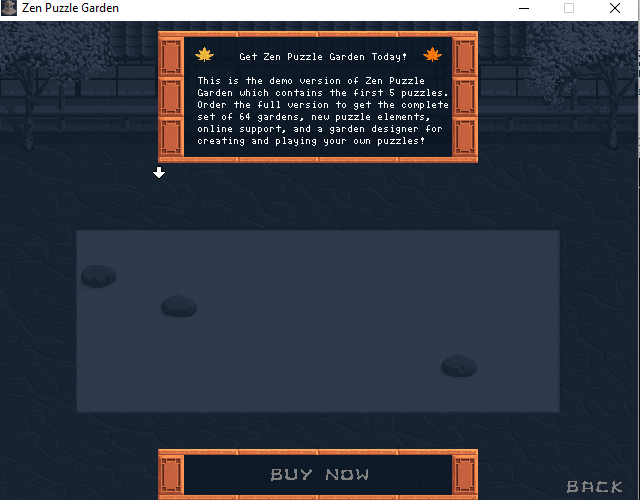 Zen Puzzle Garden
Get Zen Puzzle Garden Today!
This is the demo version of Zen Puzzle
Garden which contains the first 5 puzzles.
Order the full version to get the complete
set of 64 gardens, new puzzle elements,
online support, and a garden designer for
creating and playing your own puzzles!
BUY NOW
BACK